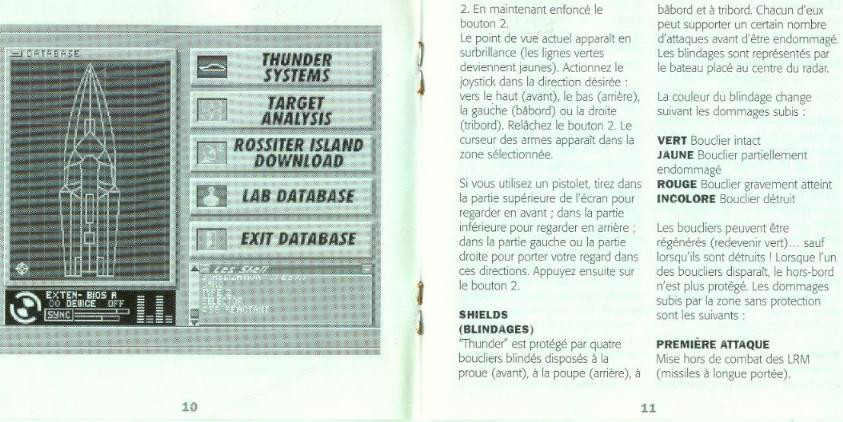 DATABASE
THUNDER
SYSTEMS
TARGET
ANALYSIS
ROSSITER ISLAND
DOWNLOAD
LAB DATABASE
EXIT DATABASE
Les Shell
SELECTOR
EXTEN- BIOS A
OO DEVICE OFF
SYNC
10
2. En maintenant enfoncé le
bouton 2.
Le point de vue actuel apparaît en
surbrillance (les lignes vertes
deviennent jaunes). Actionnez le
joystick dans la direction désirée :
vers le haut (avant), le bas (arrière),
la gauche (bâbord) ou la droite
(tribord). Relâchez le bouton 2. Le
curseur des armes apparaît dans la
zone sélectionnée.
Si vous utilisez un pistolet, tirez dans
la partie supérieure de l'écran pour
regarder en avant ; dans la partie
inférieure pour regarder en arrière ;
dans la partie gauche ou la partie
droite pour porter votre regard dans
ces directions. Appuyez ensuite sur
le bouton 2.
SHIELDS
(BLINDAGES)
"Thunder" est protégé par quatre
boucliers blindés disposés à la
proue (avant), à la poupe (arrière), à
bâbord et à tribord. Chacun d'eux
peut supporter un certain nombre
d'attaques avant d'être endommagé.
Les blindages sont représentés par
le bateau placé au centre du radar.
La couleur du blindage change
suivant les dommages subis :
VERT Bouclier intact
JAUNE Bouclier partiellement
endommagé
ROUGE Bouclier gravement atteint
INCOLORE Bouclier détruit
Les boucliers peuvent être
régénérés (redevenir vert)... sauf
lorsqu'ils sont détruits ! Lorsque l'un
des boucliers disparaît, le hors-bord
n'est plus protégé. Les dommages
subis par la zone sans protection
sont les suivants :
PREMIÈRE ATTAQUE
Mise hors de combat des LRM
(missiles à longue portée).
11